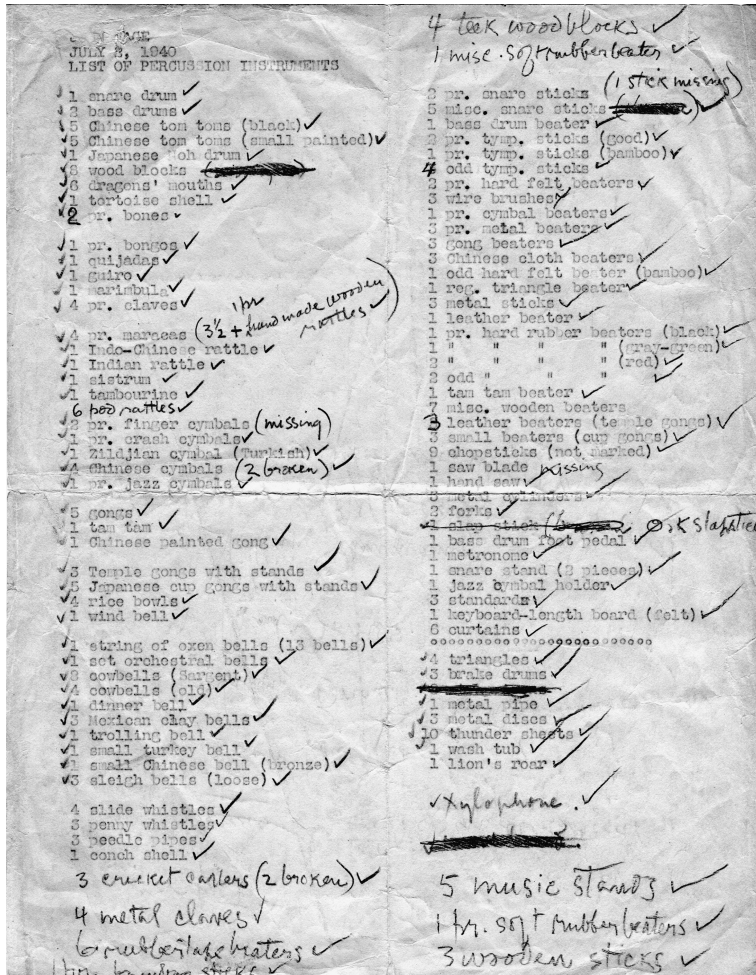 JULY 2, 1940
LIST OF PERCUSSION INSTRUMENTS
1 snare drum
2 bass drums
5 Chinese tom toms (black)
5 Chinese tom toms (small painted)
1 Japanese Noh drum
8 wood blocks
6 dragons' mouths
1 tortoise shell
2 pr. bones
1 pr. bongos
1 quijadas
1 guiro
1 marimbula
4 pr. claves
4 pr. maracas (3½ + 1 pr handmade wooden rattles)
1 Indo-Chinese rattle
1 Indian rattle
1 sistrum
1 tambourine
6 pod rattles
2 pr. finger cymbals (missing)
1 pr. crash cymbals
1 Zildjian cymbal (Turkish)
4 Chinese cymbals (2 broken)
1 pr. jazz cymbals
5 gongs
1 tam tam
1 Chinese painted gong
3 Temple gongs with stands
5 Japanese cup gongs with stands
4 rice bowls
1 wind bell
1 string of oxen bells (13 bells)
1 set orchestral bells
8 cowbells (Sargent)
4 cowbells (old)
1 dinner bell
3 Mexican clay bells
1 trolling bell
1 small turkey bell
1 small Chinese bell (bronze)
3 sleigh bells (loose)
4 slide whistles
3 penny whistles
3 peedle pipes
1 conch shell
3 cricket callers (2 broken)
4 metal claves
6 rubber beaters
1 pr. sticks
4 teek woodblocks
1 misc. soft rubber beater
(1 stick missing)
2 pr. snare sticks
5 misc. snare sticks
1 bass drum beater
2 pr. tymp. sticks (good)
1 pr. tymp. sticks (bamboo)
4 odd tymp. sticks
2 pr. hard felt beaters
3 wire brushes
1 pr. cymbal beaters
3 pr. metal beaters
3 gong beaters
3 Chinese cloth beaters
1 odd hard felt beater (bamboo)
1 reg. triangle beater
3 metal sticks
1 leather beater
1 pr. hard rubber beaters (black)
1 " " " " (gray-green)
2 " " " " (red)
2 odd " "
1 tam tam beater
7 misc. wooden beaters
3 leather beaters (temple gongs)
3 small beaters (cup gongs)
9 chopsticks (not marked)
1 saw blade missing
1 hand saw
3 metal cylinders
2 forks
slap stick
1 bass drum foot pedal
1 metronome
1 snare stand (2 pieces)
1 jazz cymbal holder
3 standards
1 keyboard-length board (felt)
6 curtains
4 triangles
3 brake drums
1 metal pipe
3 metal discs
10 thunder sheets
1 wash tub
1 lion's roar
xylophone.
5 music stands
1 pr. soft rubber beaters
3 wooden sticks